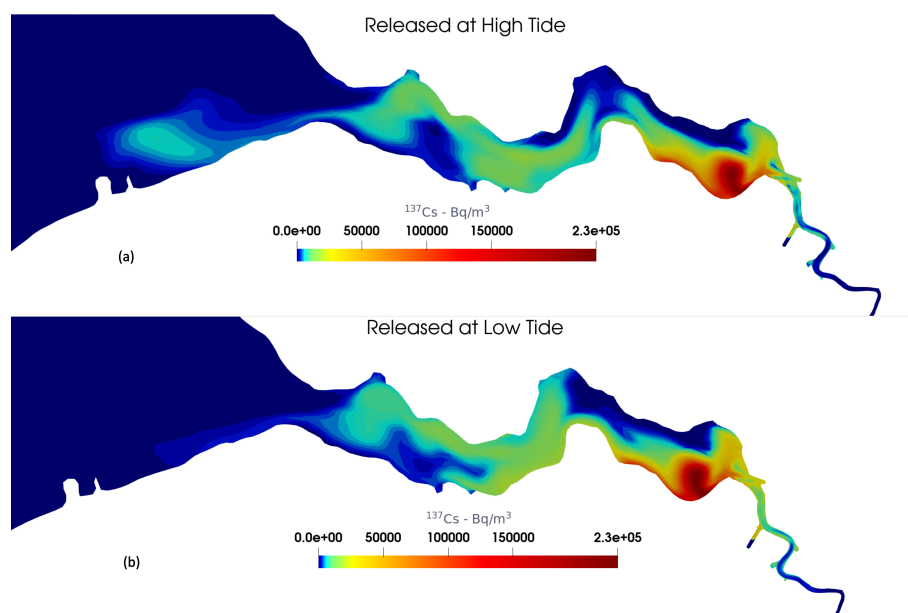 Released at High Tide
¹³⁷Cs - Bq/m³
0.0e+00 50000 100000 150000 2.3e+05
(a)
Released at Low Tide
¹³⁷Cs - Bq/m³
0.0e+00 50000 100000 150000 2.3e+05
(b)